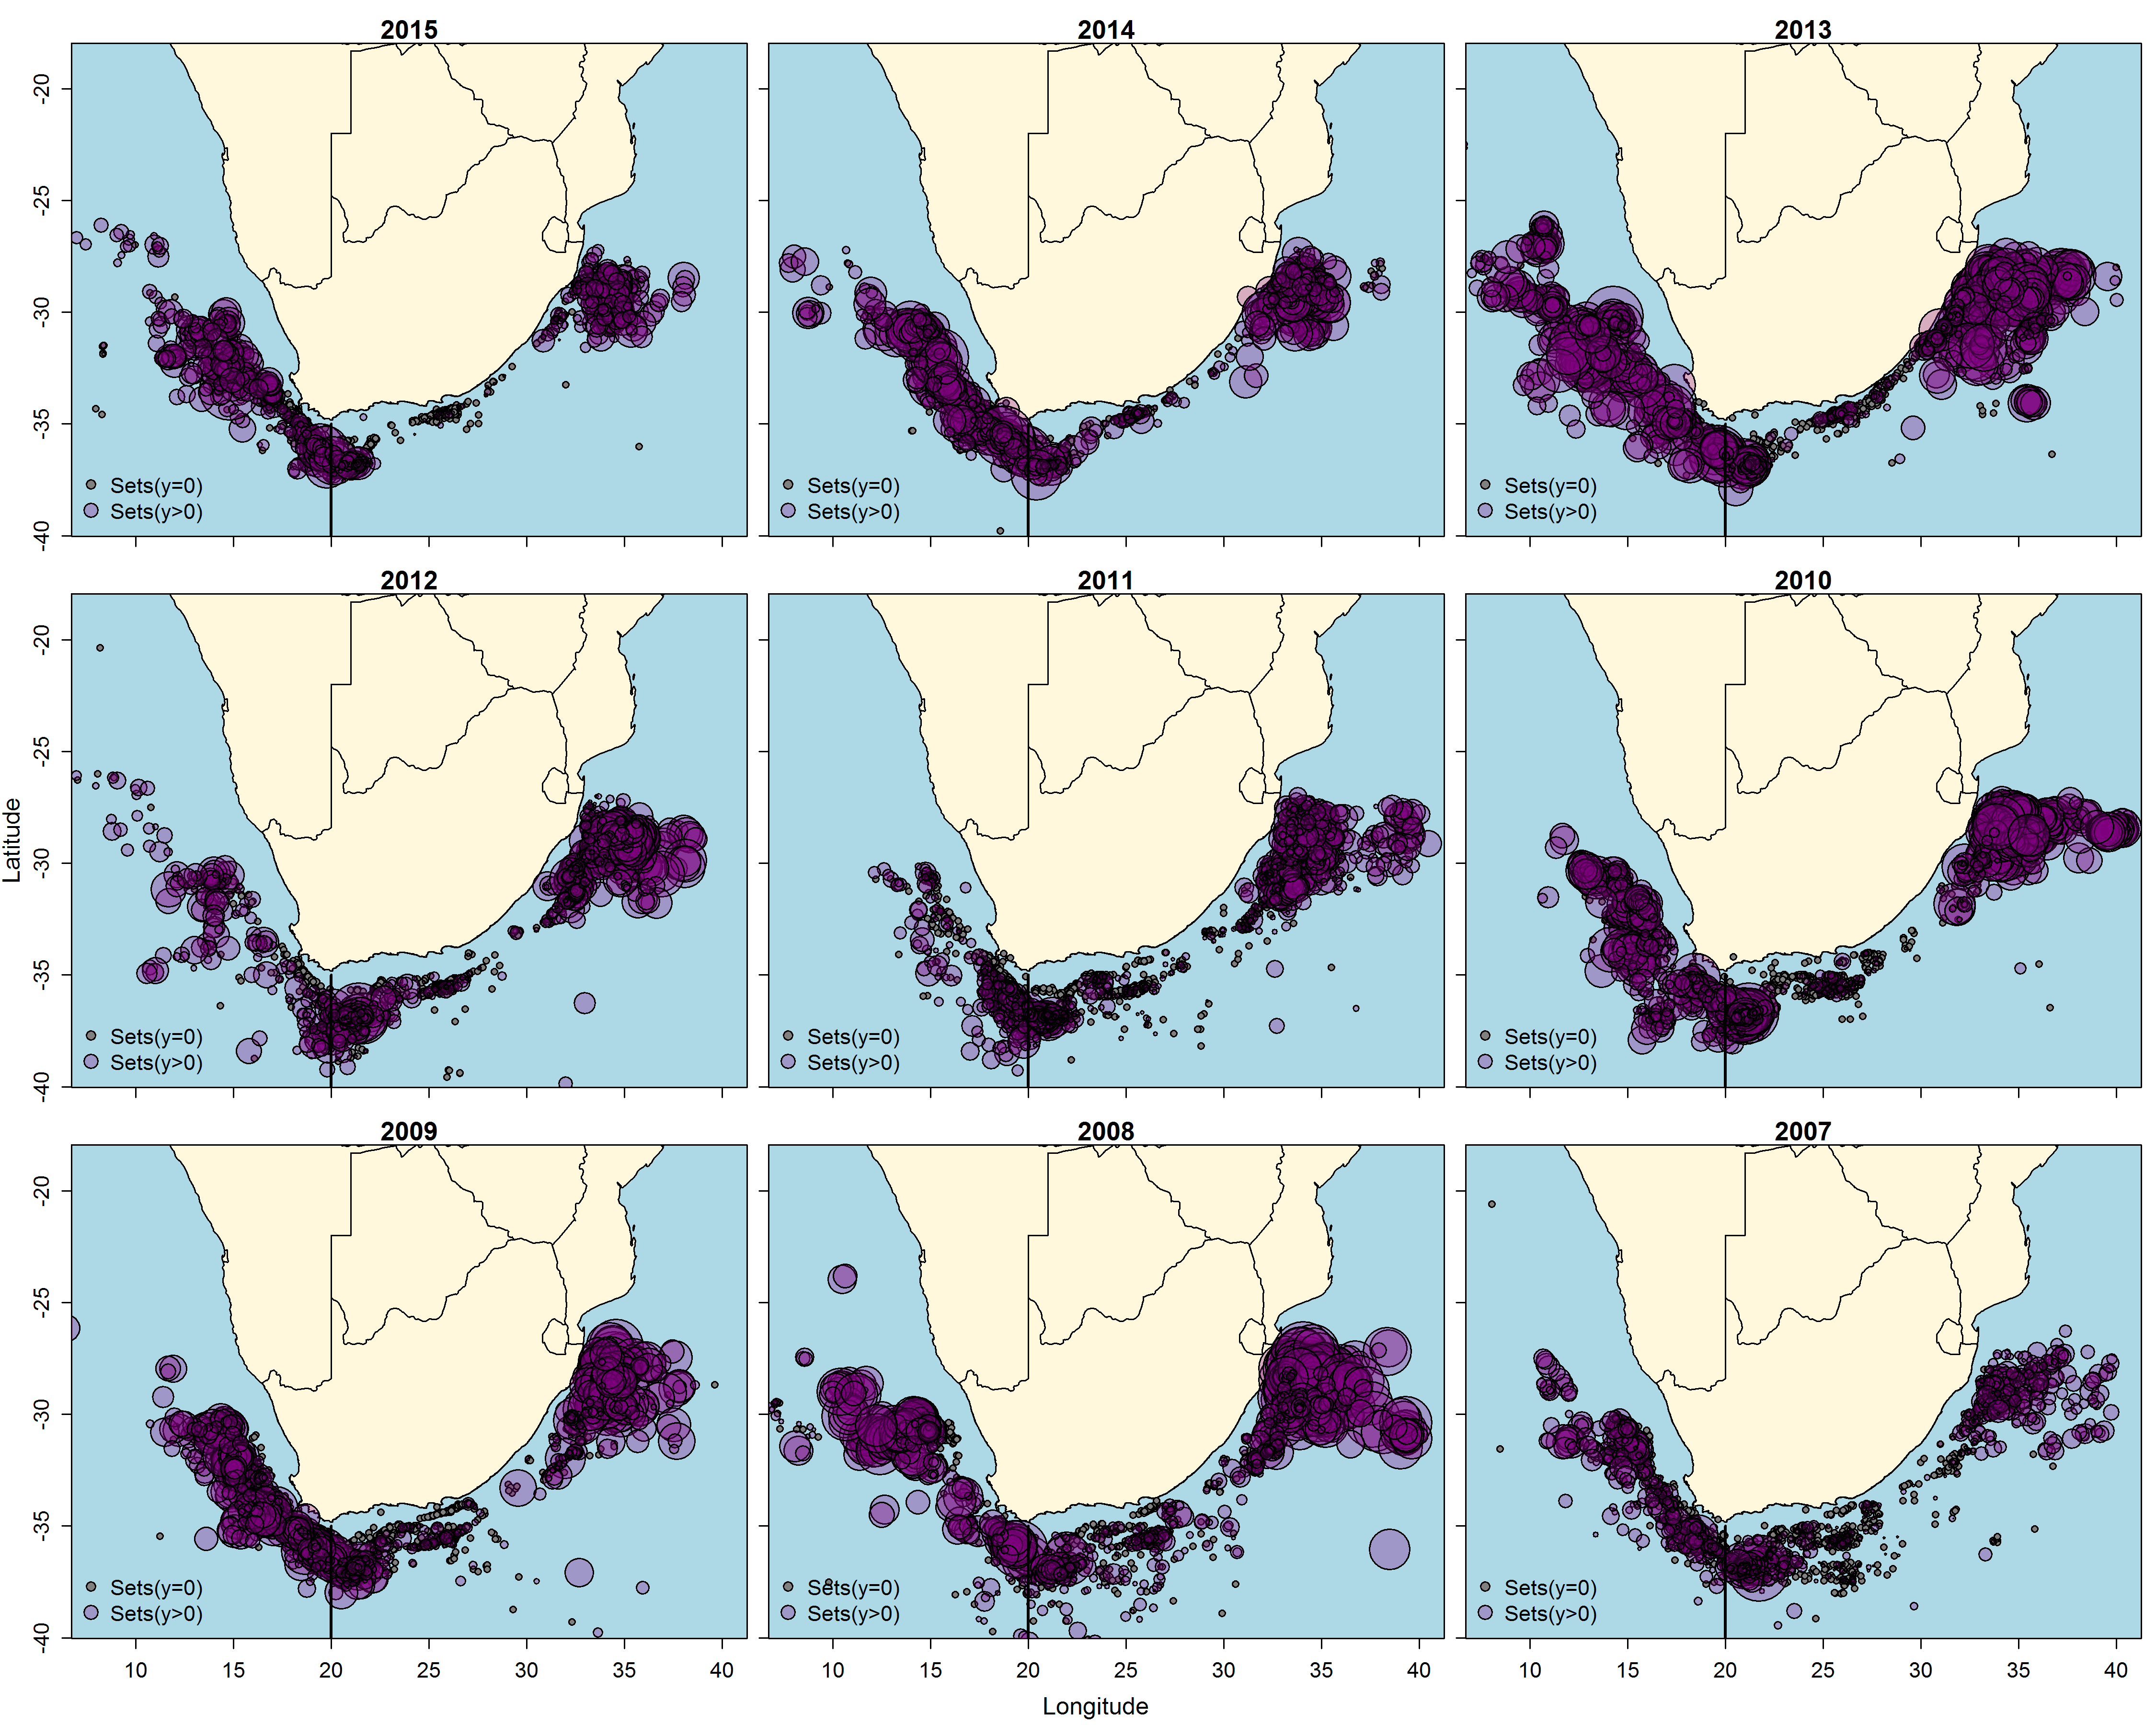 2015 2014 2013
-20
-25
-30
-35
-40
Sets(y=0) Sets(y=0) Sets(y=0)
Sets(y>0) Sets(y>0) Sets(y>0)
2012 2011 2010
-20
-25
-30
-35
-40
Latitude
Sets(y=0) Sets(y=0) Sets(y=0)
Sets(y>0) Sets(y>0) Sets(y>0)
2009 2008 2007
-20
-25
-30
-35
-40
Sets(y=0) Sets(y=0) Sets(y=0)
Sets(y>0) Sets(y>0) Sets(y>0)
10 15 20 25 30 35 40 10 15 20 25 30 35 40 10 15 20 25 30 35 40
Longitude